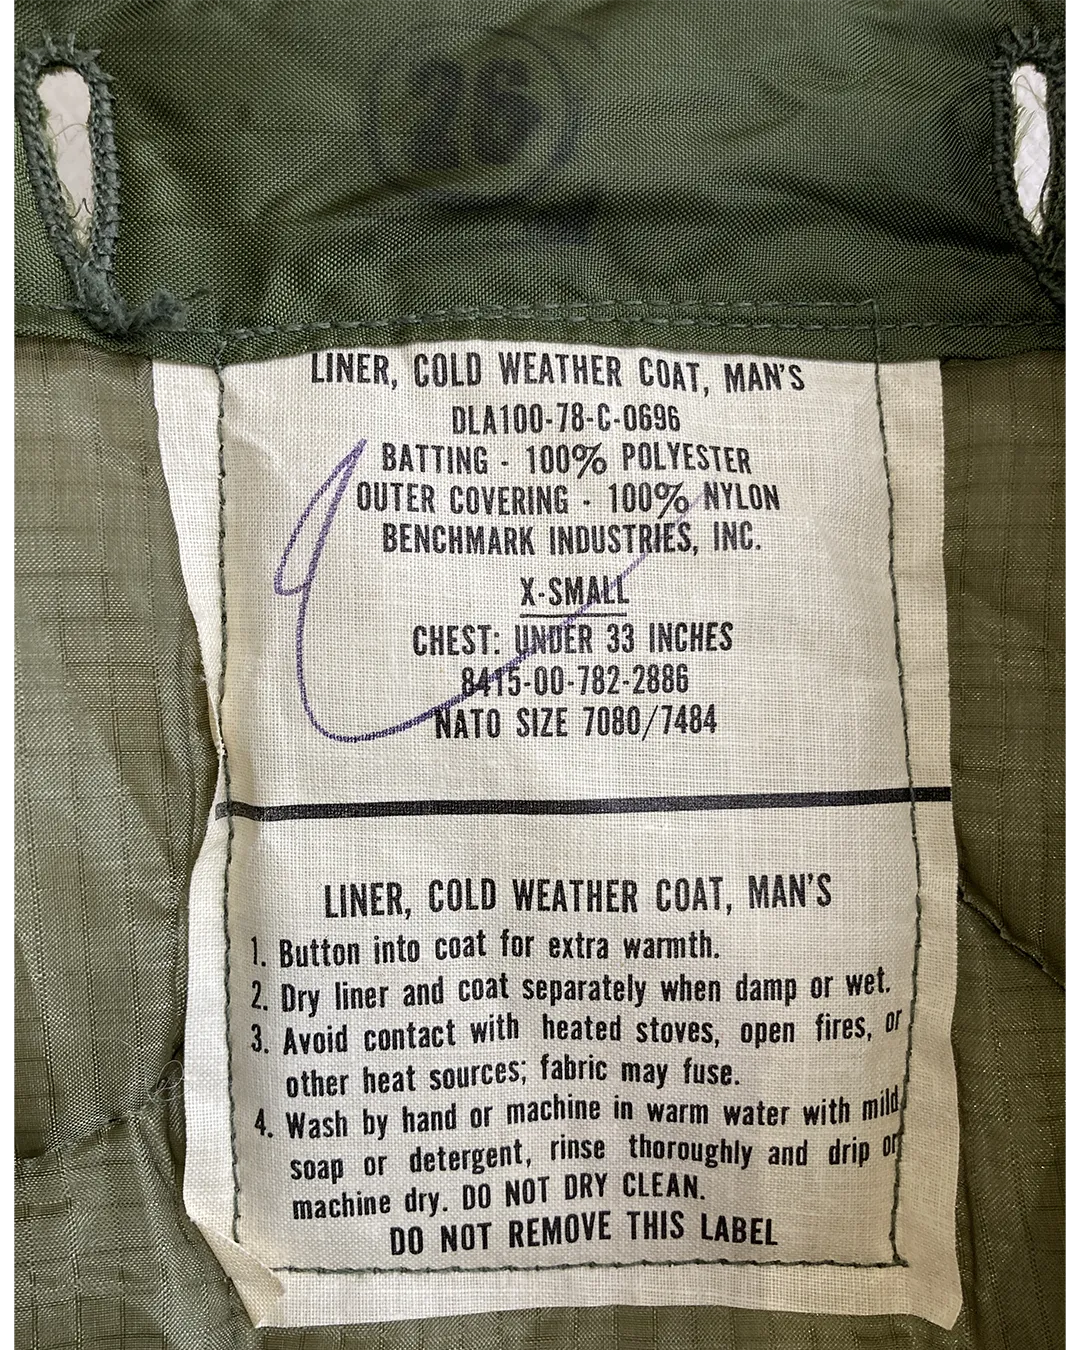 28
LINER, COLD WEATHER COAT, MAN'S
DLA100-78-C-0696
BATTING - 100% POLYESTER
OUTER COVERING - 100% NYLON
BENCHMARK INDUSTRIES, INC.
X-SMALL
CHEST: UNDER 33 INCHES
8415-00-782-2886
NATO SIZE 7080/7484
LINER, COLD WEATHER COAT, MAN'S
1. Button into coat for extra warmth.
2. Dry liner and coat separately when damp or wet.
3. Avoid contact with heated stoves, open fires, or
other heat sources; fabric may fuse.
4. Wash by hand or machine in warm water with mild
soap or detergent, rinse thoroughly and drip or
machine dry. DO NOT DRY CLEAN.
DO NOT REMOVE THIS LABEL